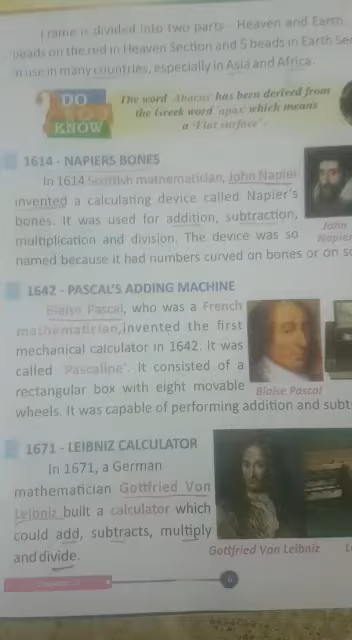 Frame is divided into two parts - Heaven and Earth.
beads on the rod in Heaven Section and 5 beads in Earth Se
in use in many countries, especially in Asia and Africa.
DO
YOU
KNOW
The word Abacus has been derived from
the Greek word 'apax' which means
a 'Flat surface'.
1614 - NAPIERS BONES
In 1614 Scottish mathematician, John Napier
invented a calculating device called Napier's
bones. It was used for addition, subtraction,
multiplication and division. The device was so
named because it had numbers curved on bones or on
John
Napier
1642 - PASCAL'S ADDING MACHINE
Blaise Pascal, who was a French
mathematician, invented the first
mechanical calculator in 1642. It was
called 'Pascaline'. It consisted of a
rectangular box with eight movable
wheels. It was capable of performing addition and subt
Blaise Pascal
1671 - LEIBNIZ CALCULATOR
In 1671, a German
mathematician Gottfried Von
Leibniz built a calculator which
could add, subtracts, multiply
and divide.
Gottfried Von Leibniz
6